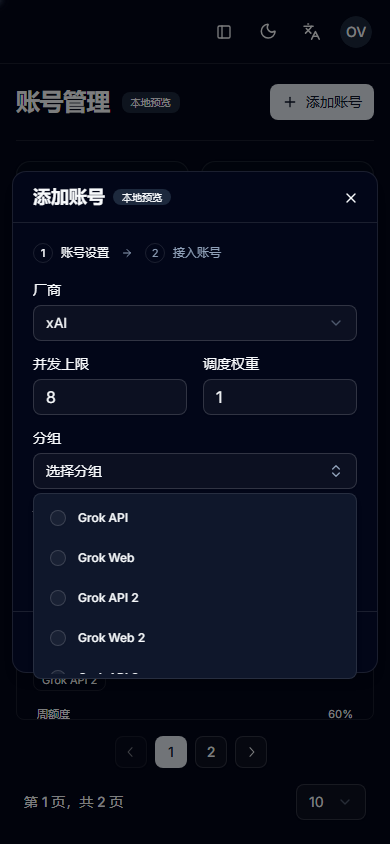 OV
账号管理 本地预览 添加账号
添加账号 本地预览
1 账号设置 2 接入账号
厂商
xAI
并发上限 调度权重
8 1
分组
选择分组
Grok API
Grok Web
Grok API 2
Grok Web 2
Grok API 2
周额度 60%
1 2
第 1 页，共 2 页 10